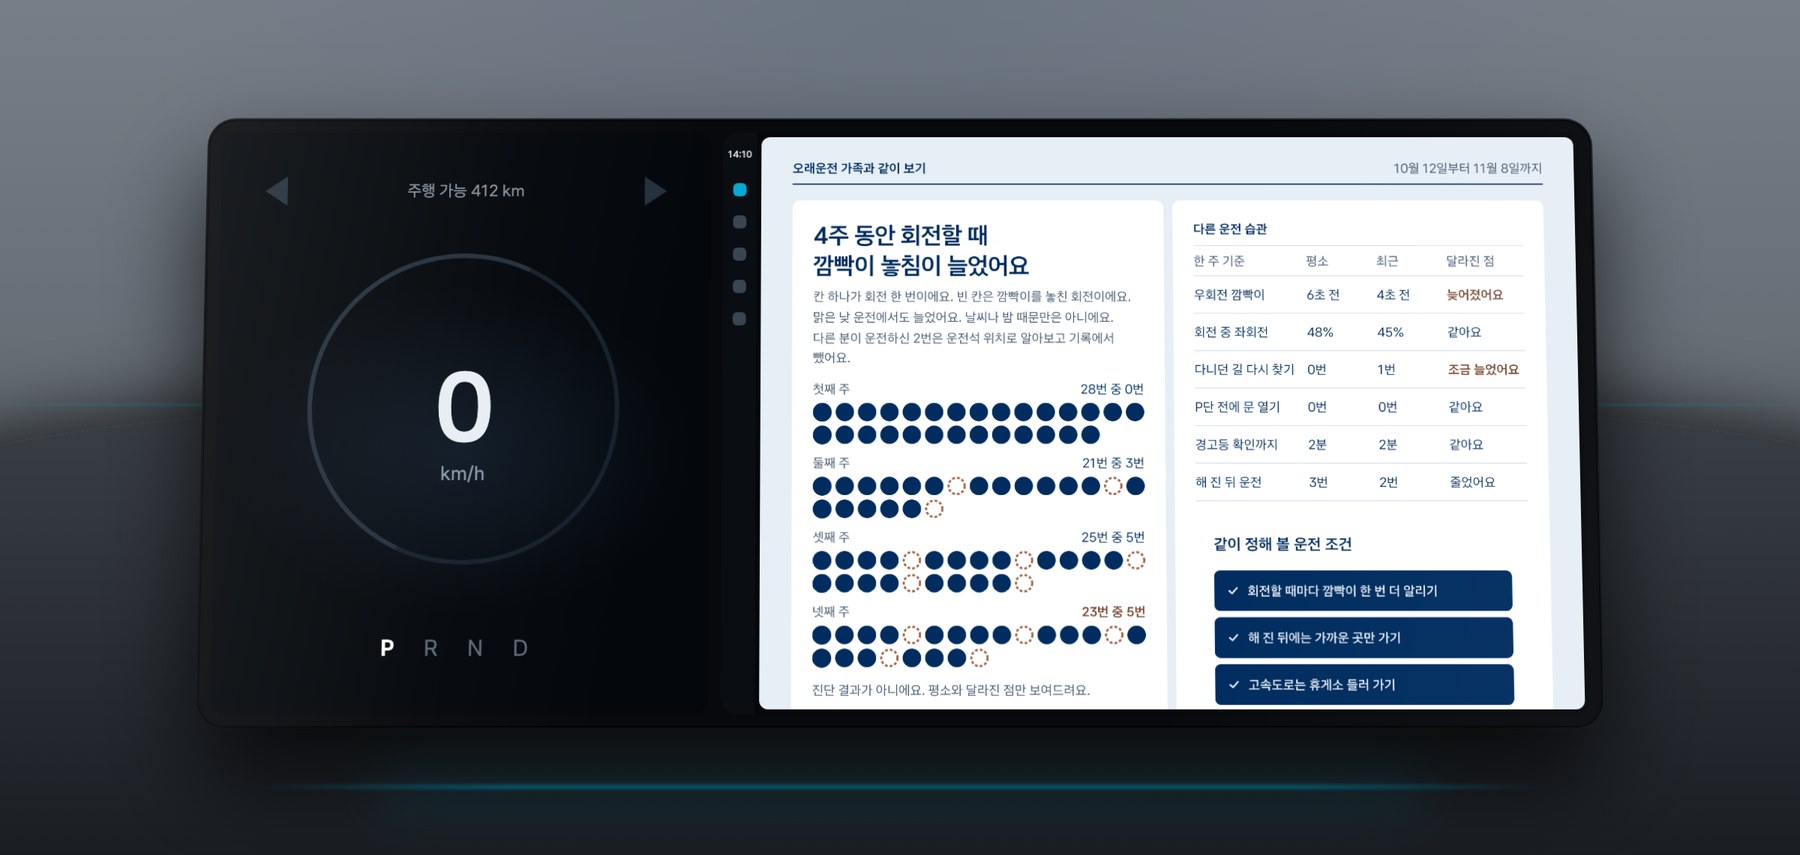 주행 가능 412 km
0
km/h
P R N D
14:10
오래운전 가족과 같이 보기
10월 12일부터 11월 8일까지
4주 동안 회전할 때
깜빡이 놓침이 늘었어요
칸 하나가 회전 한 번이에요. 빈 칸은 깜빡이를 놓친 회전이에요.
맑은 낮 운전에서도 늘었어요. 날씨나 밤 때문만은 아니에요.
다른 분이 운전하신 2번은 운전석 위치로 알아보고 기록에서
뺐어요.
첫째 주 28번 중 0번
둘째 주 21번 중 3번
셋째 주 25번 중 5번
넷째 주 23번 중 5번
진단 결과가 아니에요. 평소와 달라진 점만 보여드려요.
다른 운전 습관
한 주 기준 평소 최근 달라진 점
우회전 깜빡이 6초 전 4초 전 늦어졌어요
회전 중 좌회전 48% 45% 같아요
다니던 길 다시 찾기 0번 1번 조금 늘었어요
P단 전에 문 열기 0번 0번 같아요
경고등 확인까지 2분 2분 같아요
해 진 뒤 운전 3번 2번 줄었어요
같이 정해 볼 운전 조건
회전할 때마다 깜빡이 한 번 더 알리기
해 진 뒤에는 가까운 곳만 가기
고속도로는 휴게소 들러 가기